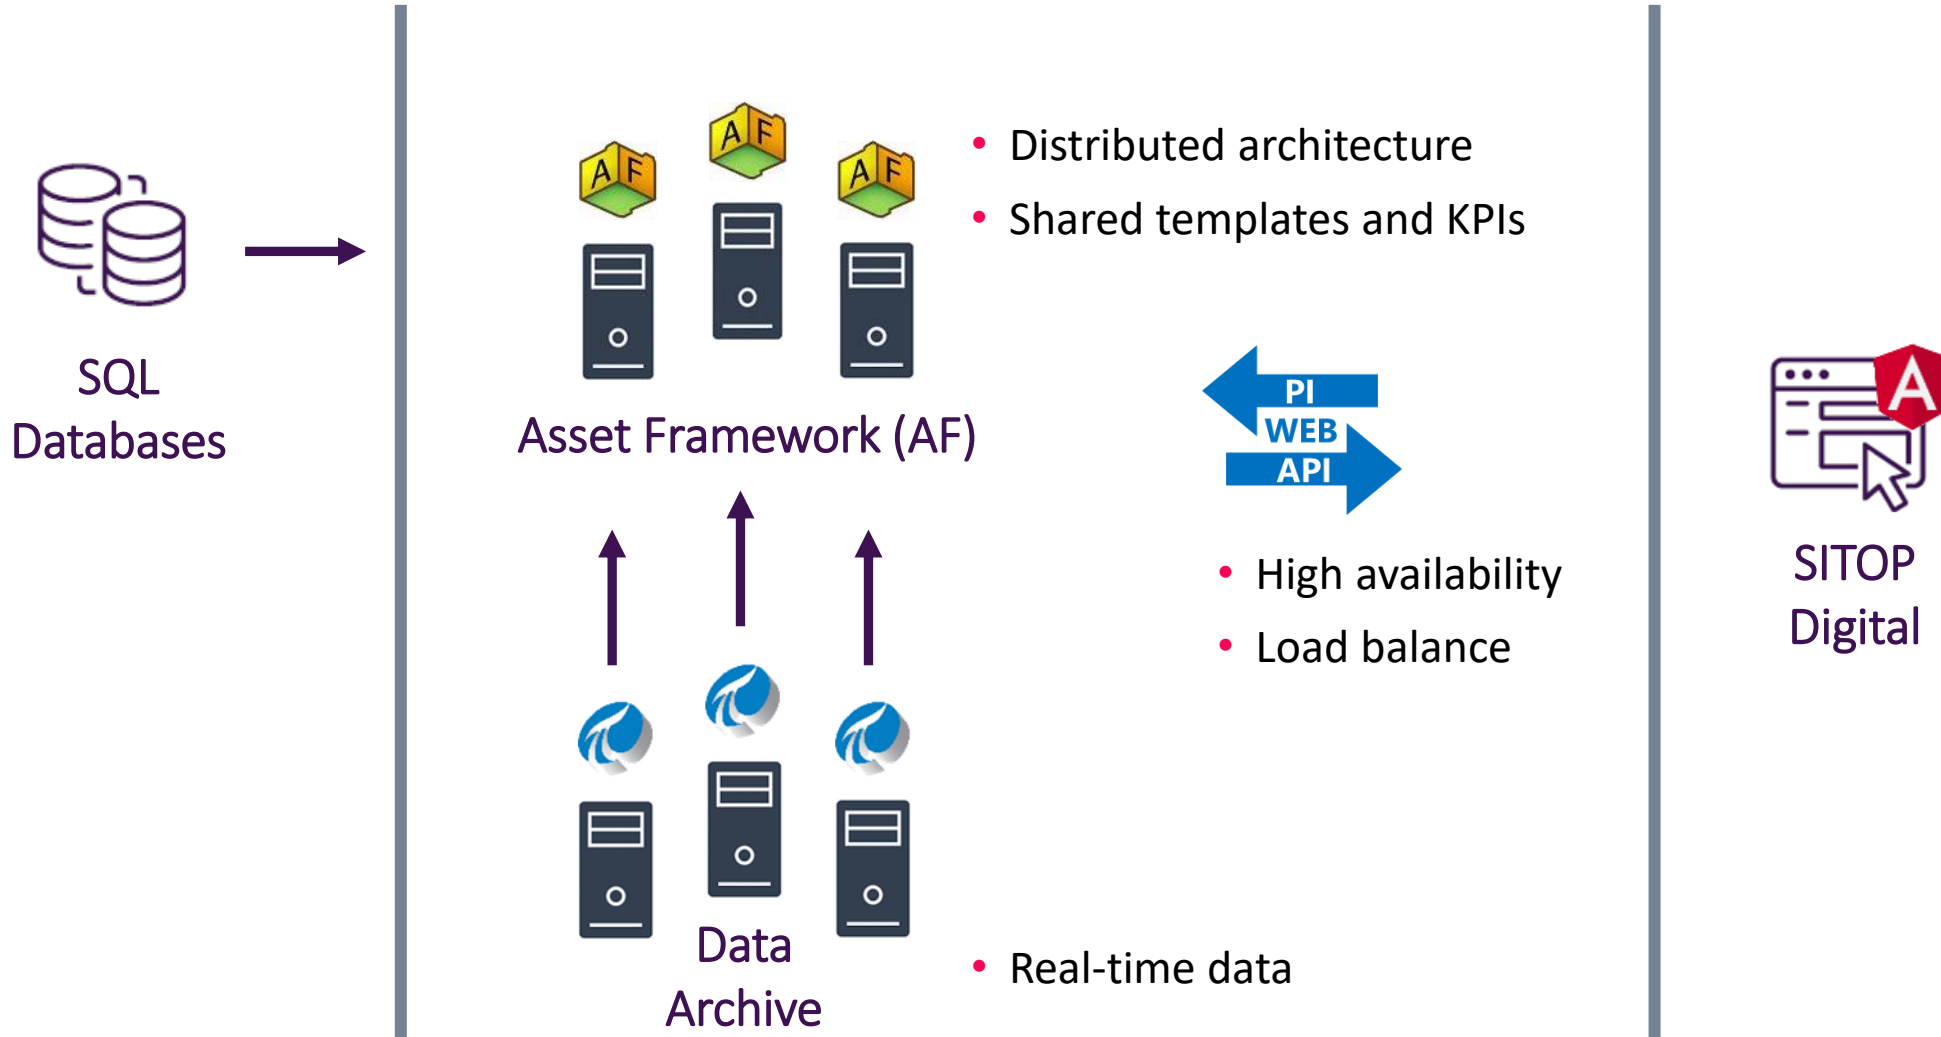 SQL
Databases
A F
A F
A F
Asset Framework (AF)
• Distributed architecture
• Shared templates and KPIs
PI
WEB
API
• High availability
• Load balance
Data
Archive
• Real-time data
A
SITOP
Digital